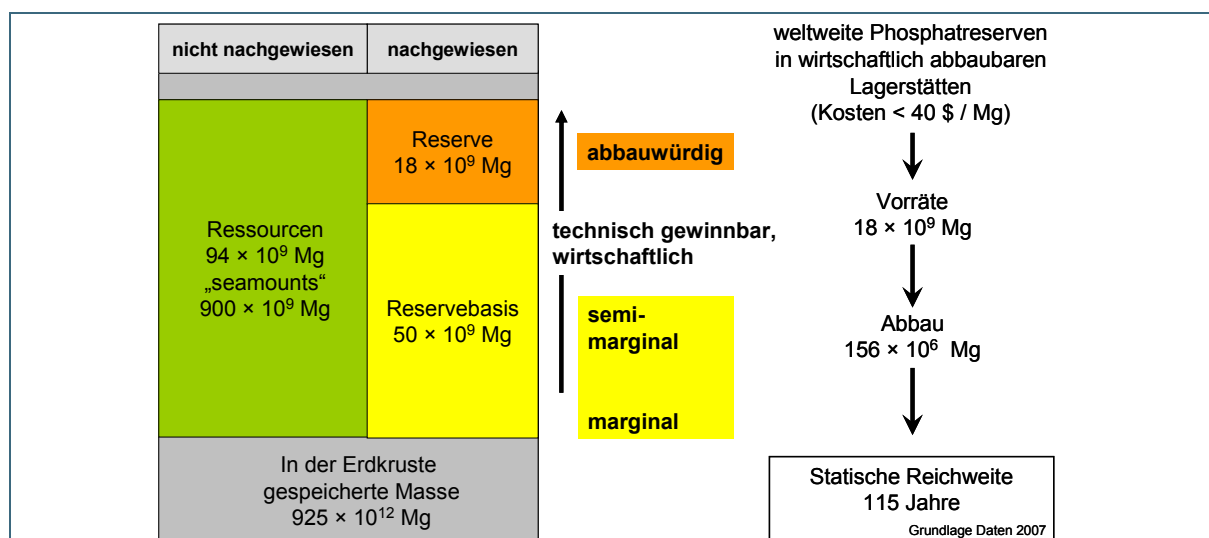 nicht nachgewiesen
nachgewiesen
Reserve
18 × 10⁹ Mg
Ressourcen
94 × 10⁹ Mg
„seamounts“
900 × 10⁹ Mg
Reservebasis
50 × 10⁹ Mg
In der Erdkruste
gespeicherte Masse
925 × 10¹² Mg
abbauwürdig
technisch gewinnbar,
wirtschaftlich
semi-
marginal
marginal
weltweite Phosphatreserven
in wirtschaftlich abbaubaren
Lagerstätten
(Kosten < 40 $ / Mg)
Vorräte
18 × 10⁹ Mg
Abbau
156 × 10⁶ Mg
Statische Reichweite
115 Jahre
Grundlage Daten 2007